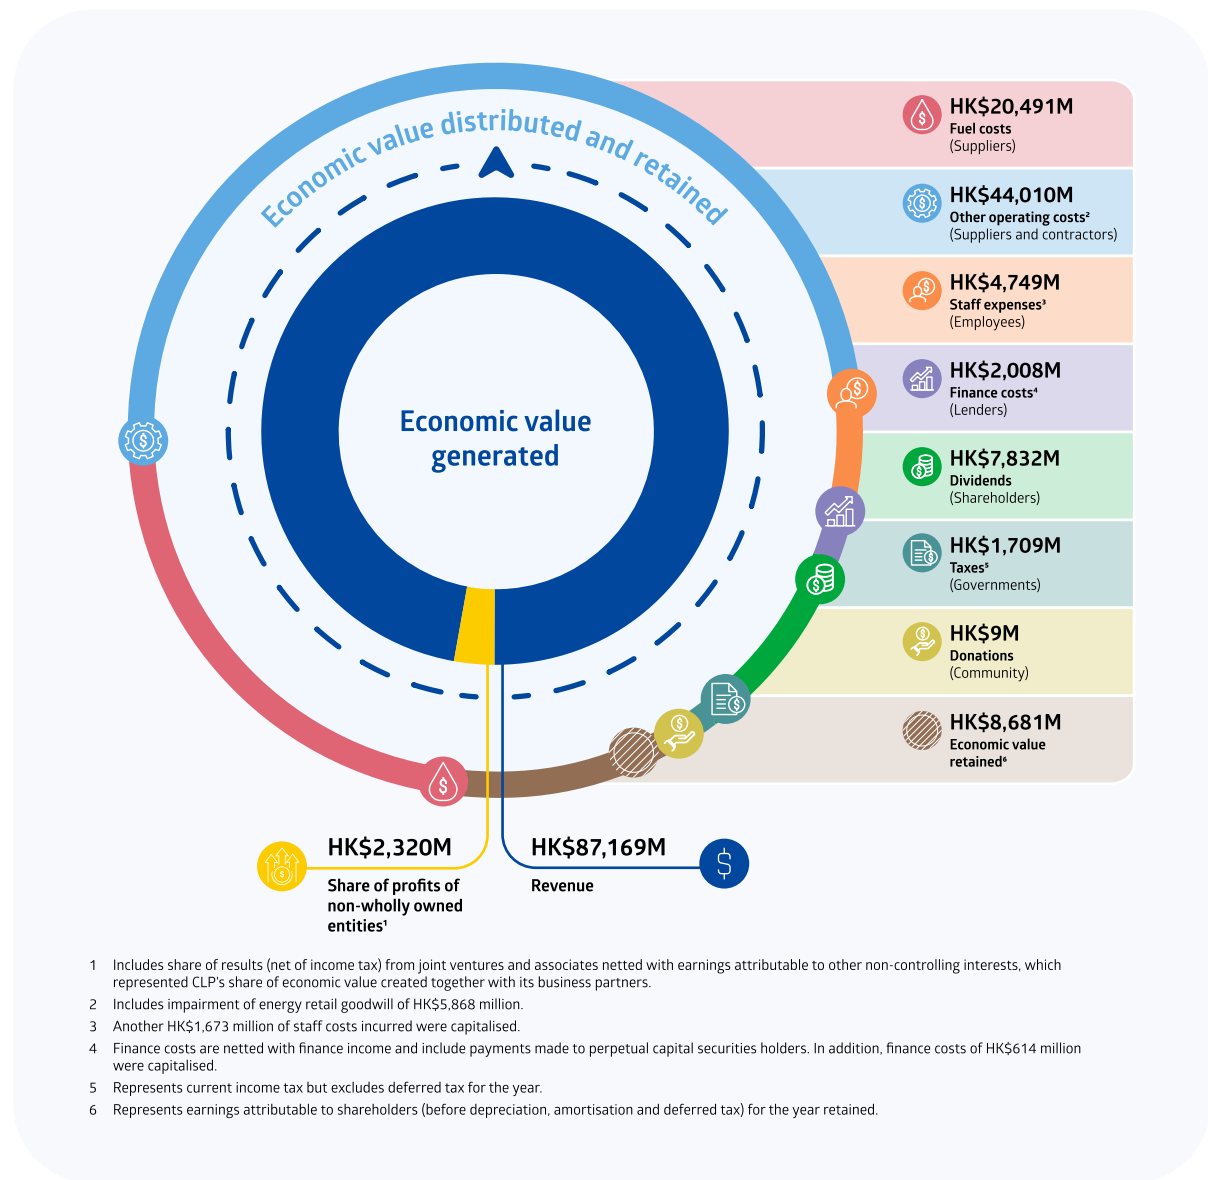 Economic value distributed and retained
HK$20,491M
Fuel costs
(Suppliers)
HK$44,010M
Other operating costs²
(Suppliers and contractors)
HK$4,749M
Staff expenses³
(Employees)
HK$2,008M
Finance costs⁴
(Lenders)
HK$7,832M
Dividends
(Shareholders)
HK$1,709M
Taxes⁵
(Governments)
HK$9M
Donations
(Community)
HK$8,681M
Economic value
retained⁶
Economic value
generated
HK$2,320M
Share of profits of
non-wholly owned
entities¹
HK$87,169M
Revenue
1 Includes share of results (net of income tax) from joint ventures and associates netted with earnings attributable to other non-controlling interests, which
represented CLP's share of economic value created together with its business partners.
2 Includes impairment of energy retail goodwill of HK$5,868 million.
3 Another HK$1,673 million of staff costs incurred were capitalised.
4 Finance costs are netted with finance income and include payments made to perpetual capital securities holders. In addition, finance costs of HK$614 million
were capitalised.
5 Represents current income tax but excludes deferred tax for the year.
6 Represents earnings attributable to shareholders (before depreciation, amortisation and deferred tax) for the year retained.